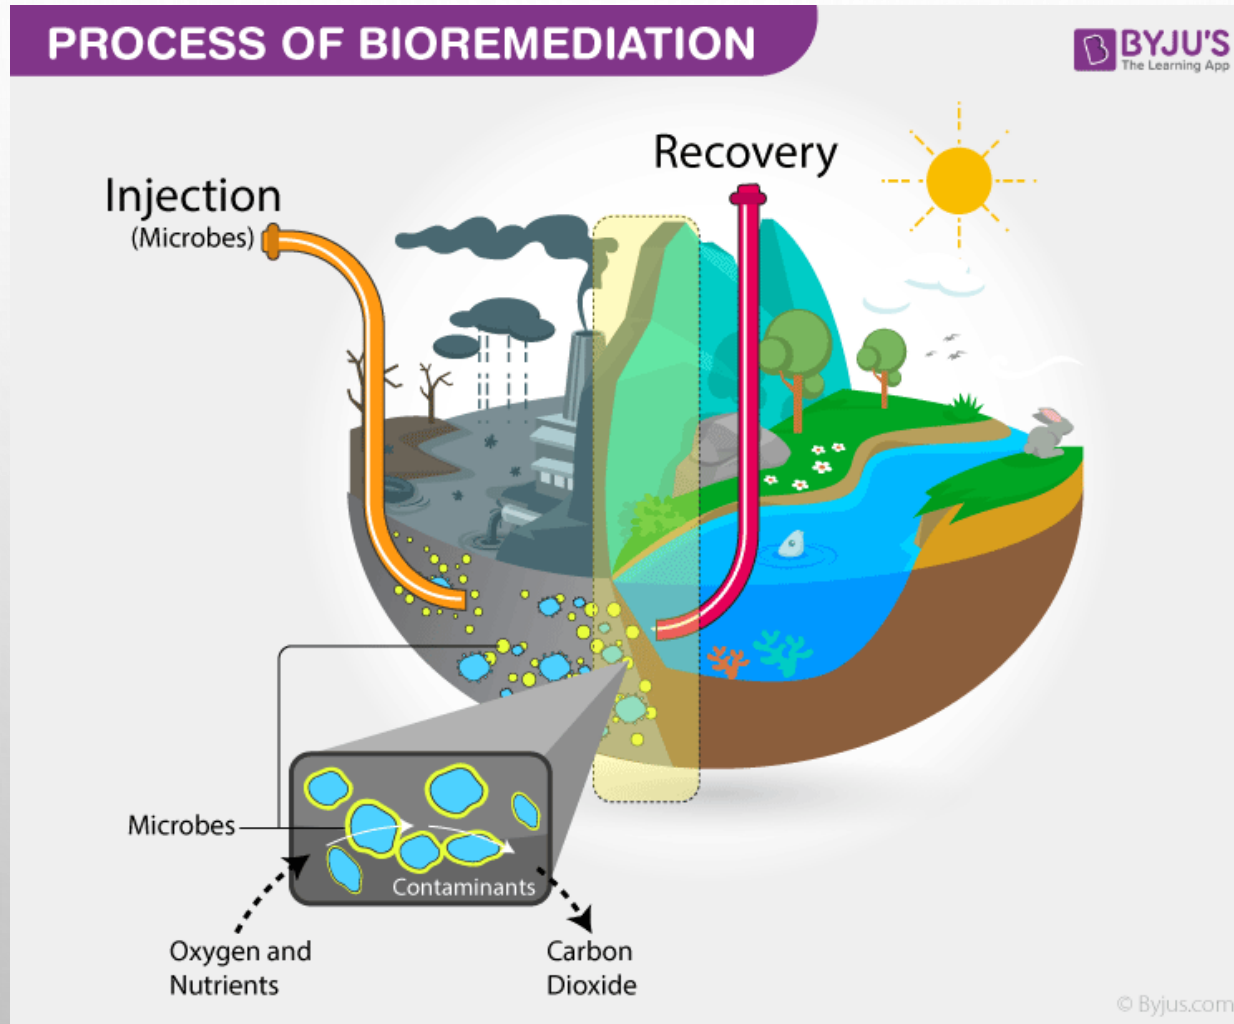 PROCESS OF BIOREMEDIATION
BYJU'S
The Learning App
Recovery
Injection
(Microbes)
Microbes
Contaminants
Oxygen and
Nutrients
Carbon
Dioxide
© Byjus.com